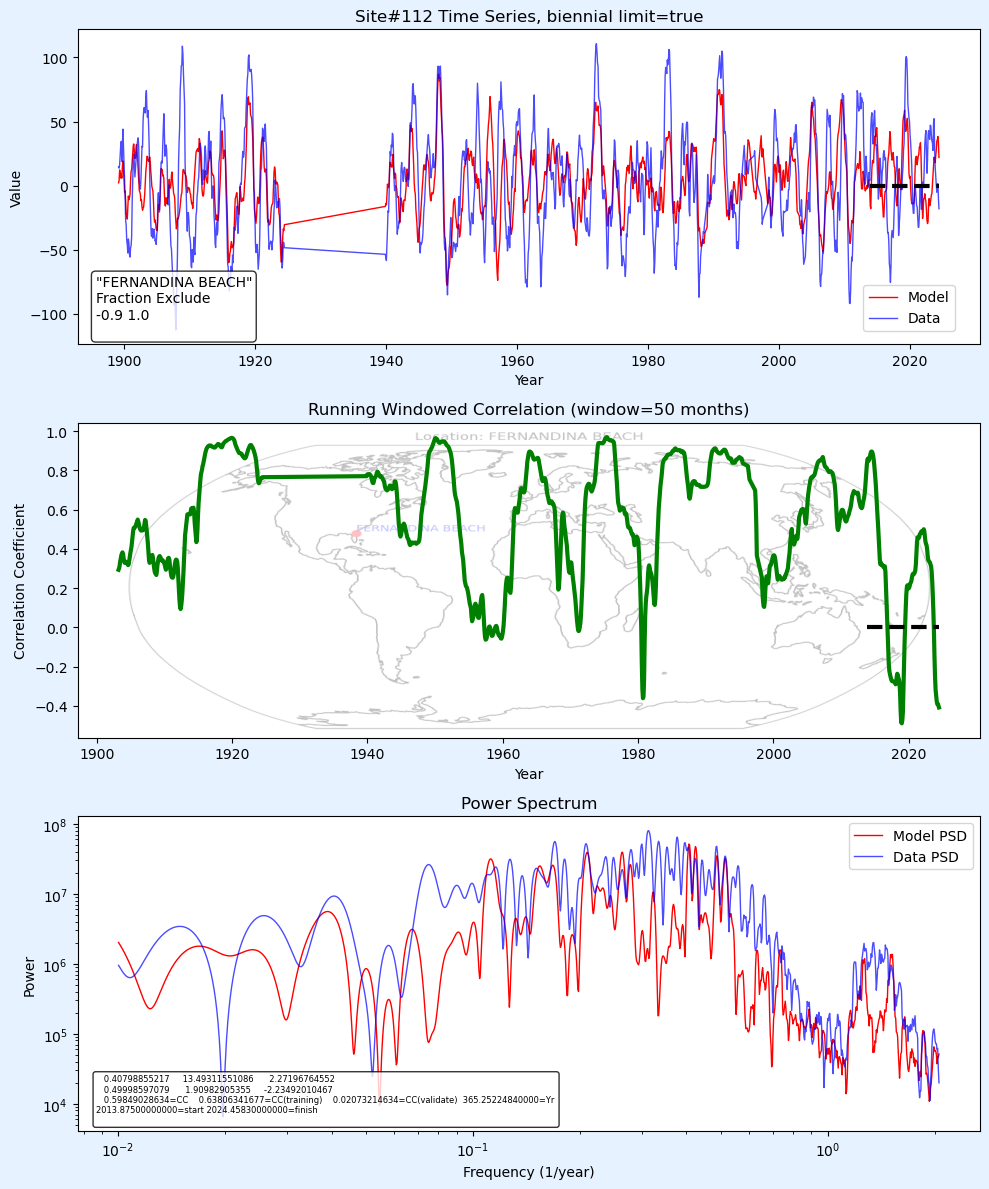 Site#112 Time Series, biennial limit=true
100
50
0
−50
−100
Value
"FERNANDINA BEACH"
Fraction Exclude
-0.9 1.0
Model
Data
1900 1920 1940 1960 1980 2000 2020
Year
Running Windowed Correlation (window=50 months)
Location: FERNANDINA BEACH
FERNANDINA BEACH
1.0
0.8
0.6
0.4
0.2
0.0
−0.2
−0.4
Correlation Coefficient
1900 1920 1940 1960 1980 2000 2020
Year
Power Spectrum
10^8
10^7
10^6
10^5
10^4
Power
Model PSD
Data PSD
0.40798855217 13.49311551086 2.27196764552
0.49998597079 1.90982905355 -2.23492010467
0.59849028634=CC 0.63806341677=CC(training) 0.02073214634=CC(validate) 365.25224840000=Yr
2013.87500000000=start 2024.45830000000=finish
10^−2 10^−1 10^0
Frequency (1/year)